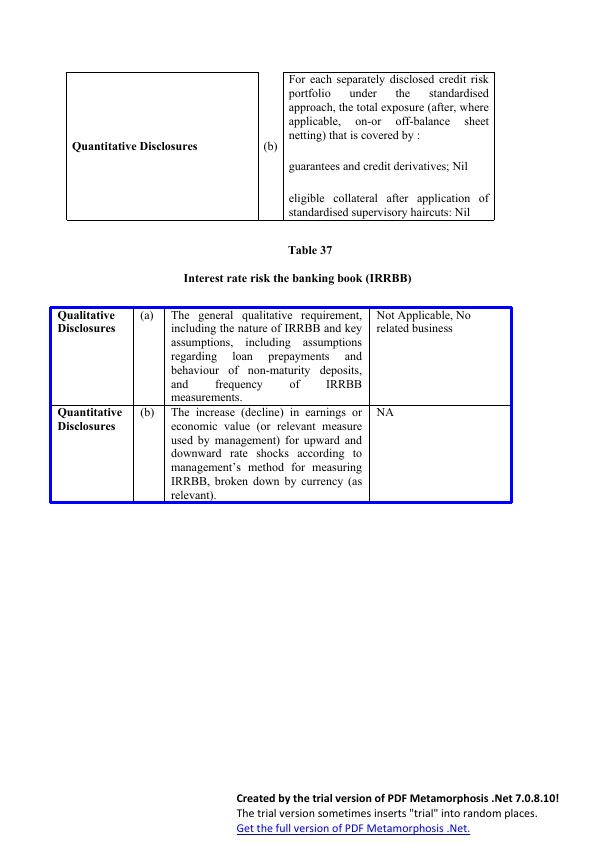 For each separately disclosed credit risk
portfolio under the standardised
approach, the total exposure (after, where
applicable, on-or off-balance sheet
netting) that is covered by :
Quantitative Disclosures
(b)
guarantees and credit derivatives; Nil
eligible collateral after application of
standardised supervisory haircuts: Nil
Table 37
Interest rate risk the banking book (IRRBB)
Qualitative
Disclosures
(a)
The general qualitative requirement,
including the nature of IRRBB and key
assumptions, including assumptions
regarding loan prepayments and
behaviour of non-maturity deposits,
and frequency of IRRBB
measurements.
Not Applicable, No
related business
Quantitative
Disclosures
(b)
The increase (decline) in earnings or
economic value (or relevant measure
used by management) for upward and
downward rate shocks according to
management’s method for measuring
IRRBB, broken down by currency (as
relevant).
NA
Created by the trial version of PDF Metamorphosis .Net 7.0.8.10!
The trial version sometimes inserts "trial" into random places.
Get the full version of PDF Metamorphosis .Net.